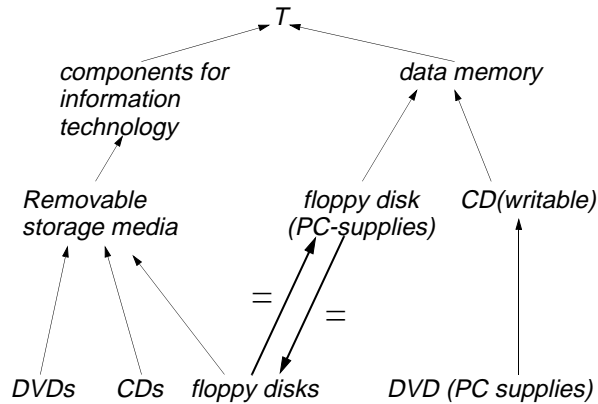 T
components for
information
technology
data memory
Removable
storage media
floppy disk
(PC-supplies)
CD(writable)
=
=
DVDs
CDs
floppy disks
DVD (PC supplies)